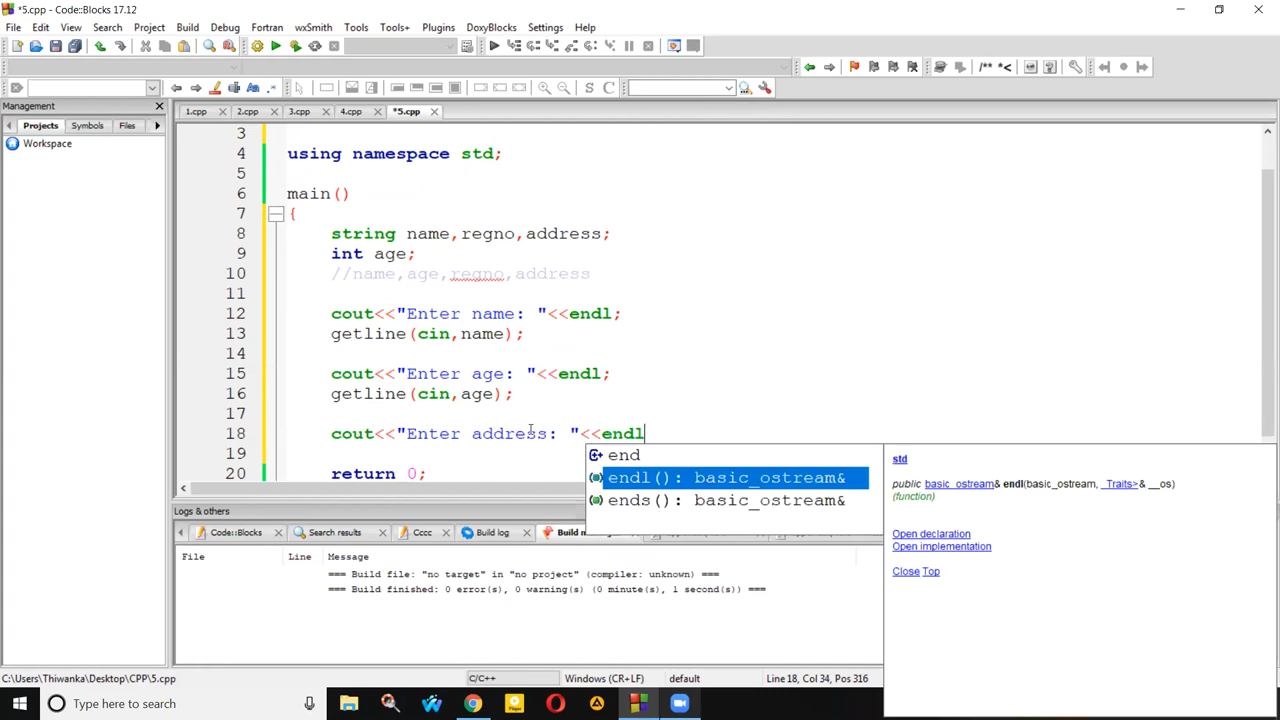 *5.cpp - Code::Blocks 17.12
File Edit View Search Project Build Debug Fortran wxSmith Tools Tools+ Plugins DoxyBlocks Settings Help
/** *<
S C
Management
1.cpp 2.cpp 3.cpp 4.cpp *5.cpp
Projects Symbols Files
Workspace
3
4 using namespace std;
5
6 main()
7 {
8 string name,regno,address;
9 int age;
10 //name,age,regno,address
11
12 cout<<"Enter name: "<<endl;
13 getline(cin,name);
14
15 cout<<"Enter age: "<<endl;
16 getline(cin,age);
17
18 cout<<"Enter address: "<<endl
19
20 return 0;
end
endl(): basic_ostream&
ends(): basic_ostream&
std
public basic_ostream& endl(basic_ostream, _Traits>& __os)
(function)
Open declaration
Open implementation
Close Top
Logs & others
Code::Blocks Search results Cccc Build log
File Line Message
=== Build file: "no target" in "no project" (compiler: unknown) ===
=== Build finished: 0 error(s), 0 warning(s) (0 minute(s), 1 second(s)) ===
C:\Users\Thiwanka\Desktop\CPP\5.cpp C/C++ Windows (CR+LF) default Line 18, Col 34, Pos 316
Type here to search